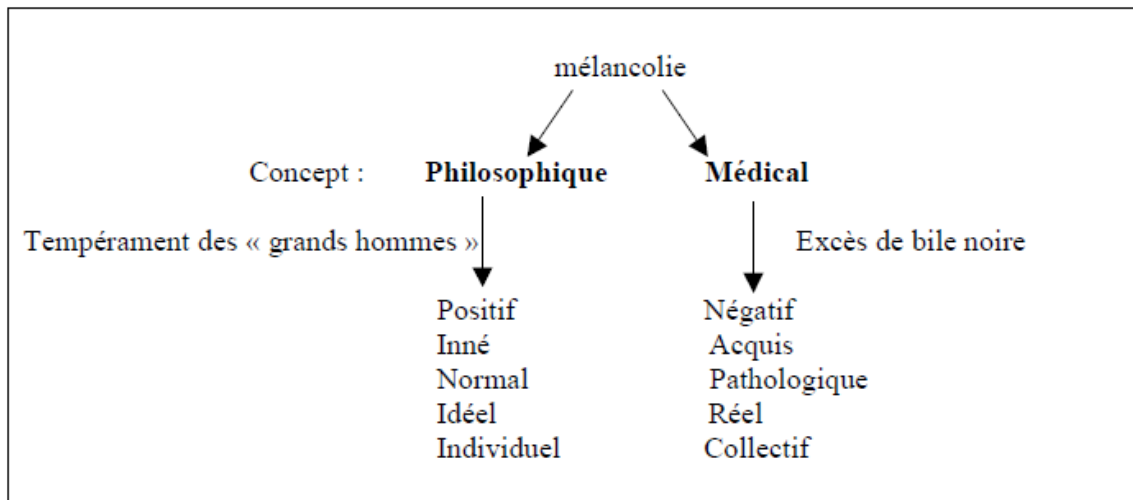 mélancolie
Concept : Philosophique Médical
Tempérament des « grands hommes » Excès de bile noire
Positif Négatif
Inné Acquis
Normal Pathologique
Idéel Réel
Individuel Collectif